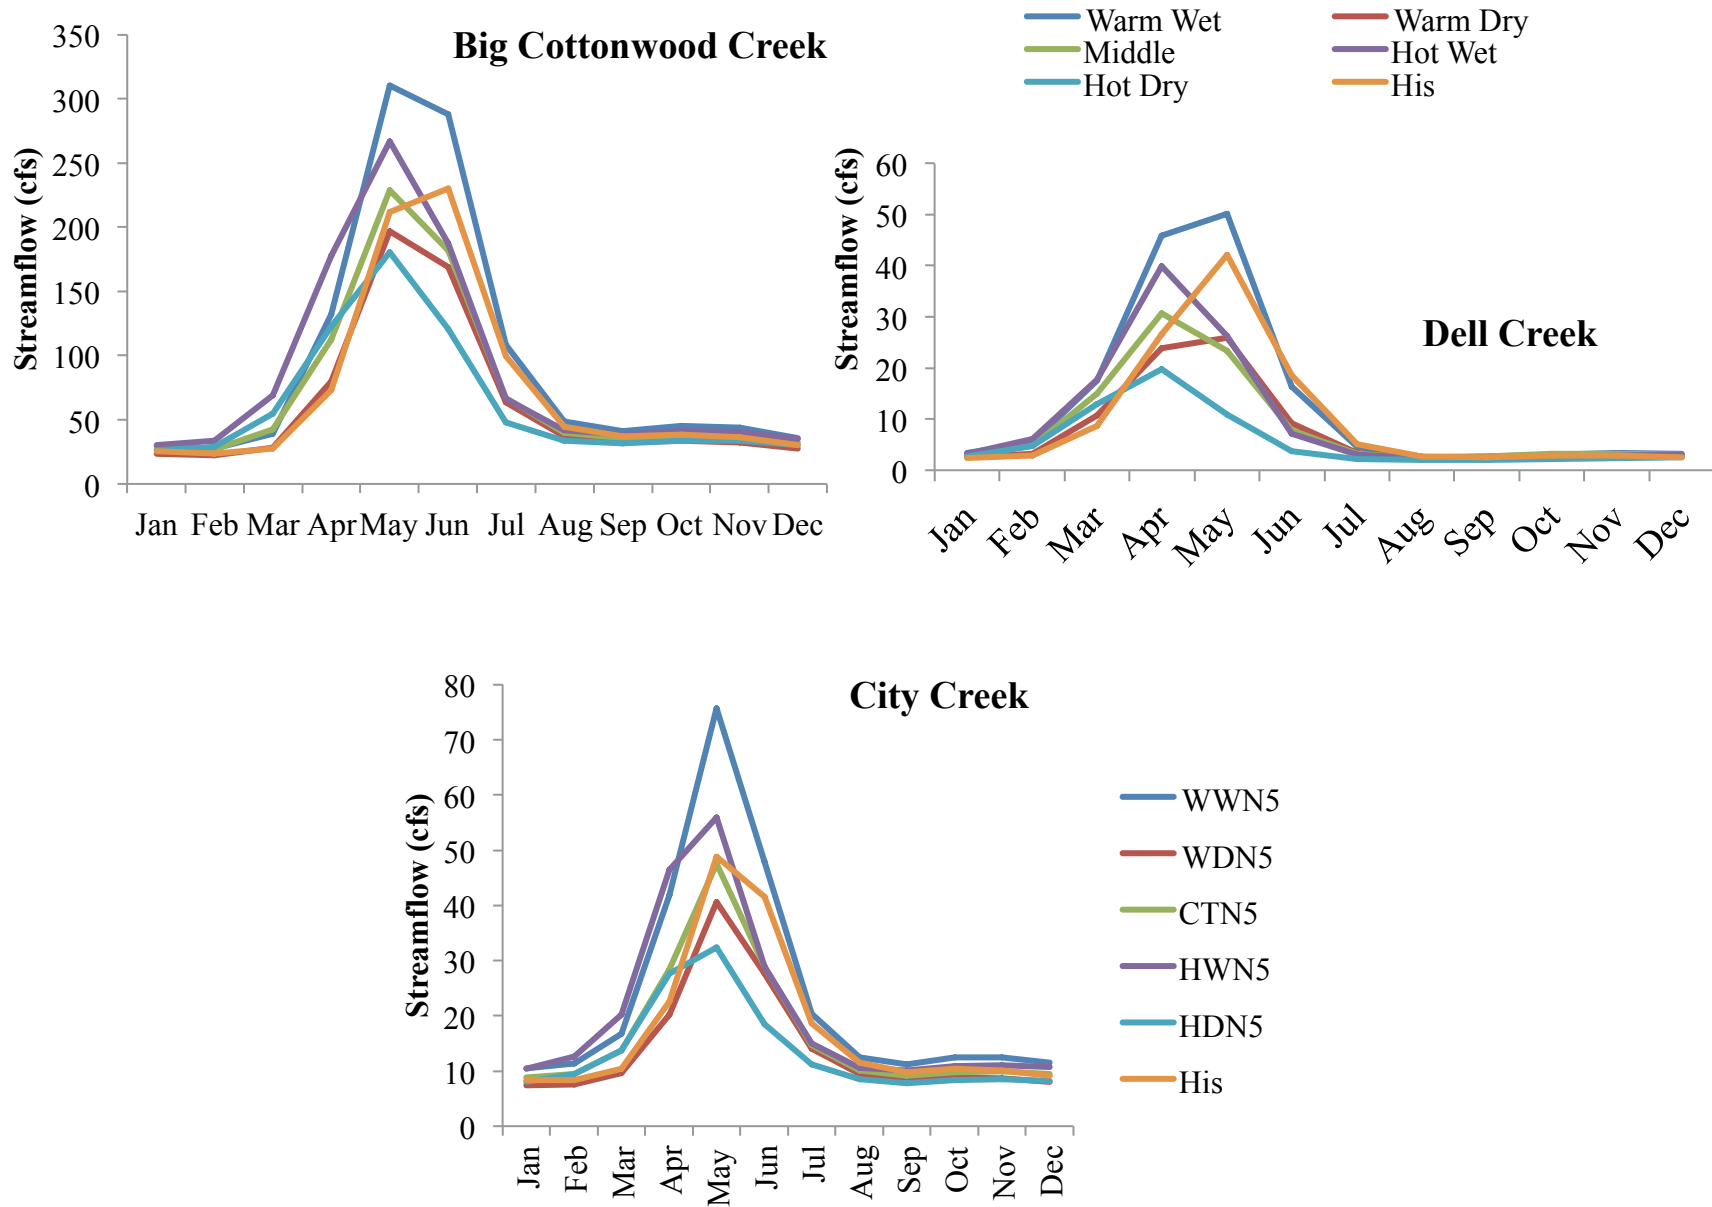 Big Cottonwood Creek
Streamflow (cfs)
350
300
250
200
150
100
50
0
Jan Feb Mar Apr May Jun Jul Aug Sep Oct Nov Dec
Warm Wet Warm Dry
Middle Hot Wet
Hot Dry His
Dell Creek
Streamflow (cfs)
60
50
40
30
20
10
0
Jan Feb Mar Apr May Jun Jul Aug Sep Oct Nov Dec
City Creek
Streamflow (cfs)
80
70
60
50
40
30
20
10
0
Jan Feb Mar Apr May Jun Jul Aug Sep Oct Nov Dec
WWN5
WDN5
CTN5
HWN5
HDN5
His